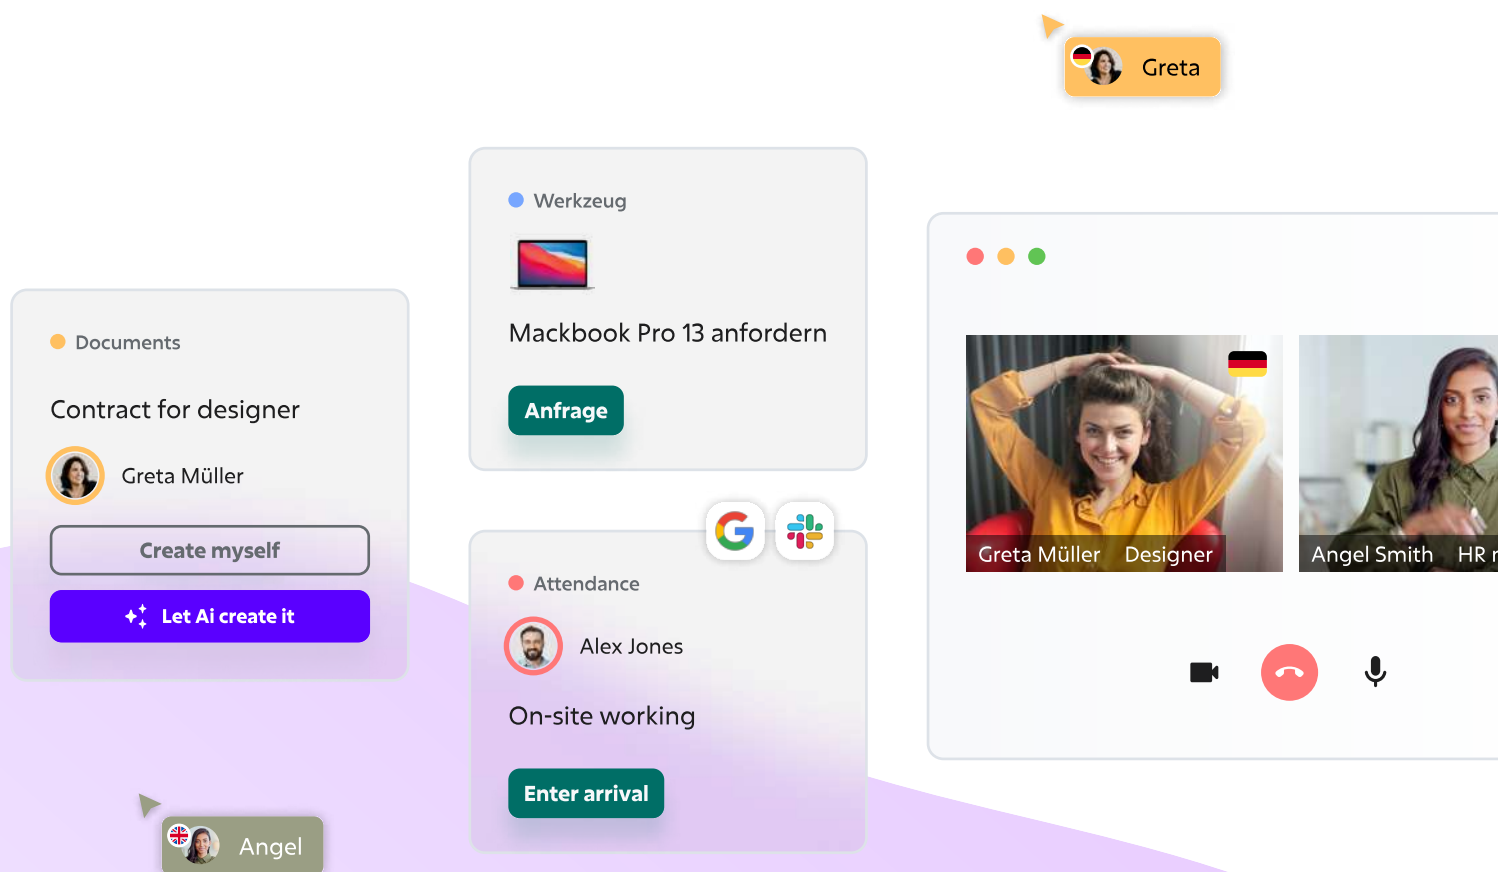 Greta
Werkzeug
Mackbook Pro 13 anfordern
Anfrage
Documents
Contract for designer
Greta Müller
Create myself
Let Ai create it
Attendance
Alex Jones
On-site working
Enter arrival
Greta Müller Designer
Angel Smith HR
Angel